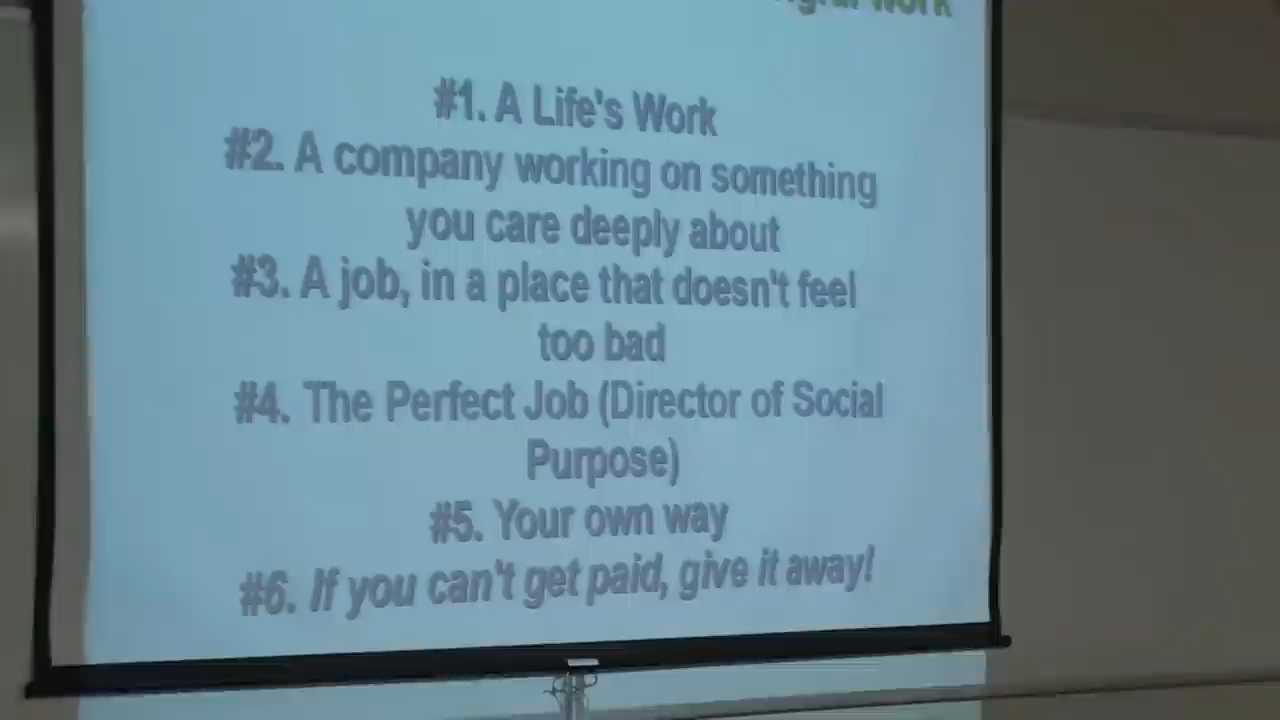 work
#1. A Life's Work
#2. A company working on something
you care deeply about
#3. A job, in a place that doesn't feel
too bad
#4. The Perfect Job (Director of Social
Purpose)
#5. Your own way
#6. If you can't get paid, give it away!